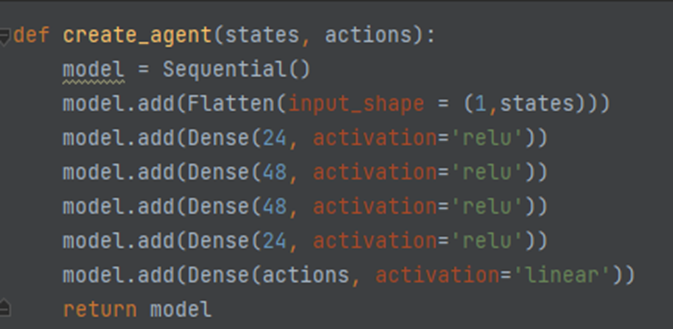 def create_agent(states, actions):
    model = Sequential()
    model.add(Flatten(input_shape = (1,states)))
    model.add(Dense(24, activation='relu'))
    model.add(Dense(48, activation='relu'))
    model.add(Dense(48, activation='relu'))
    model.add(Dense(24, activation='relu'))
    model.add(Dense(actions, activation='linear'))
    return model